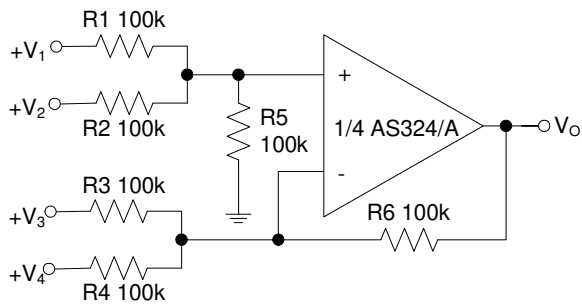 R1 100k
+V1
+V2
R2 100k
R5
100k
+
1/4 AS324/A
-
VO
R3 100k
+V3
R6 100k
+V4
R4 100k